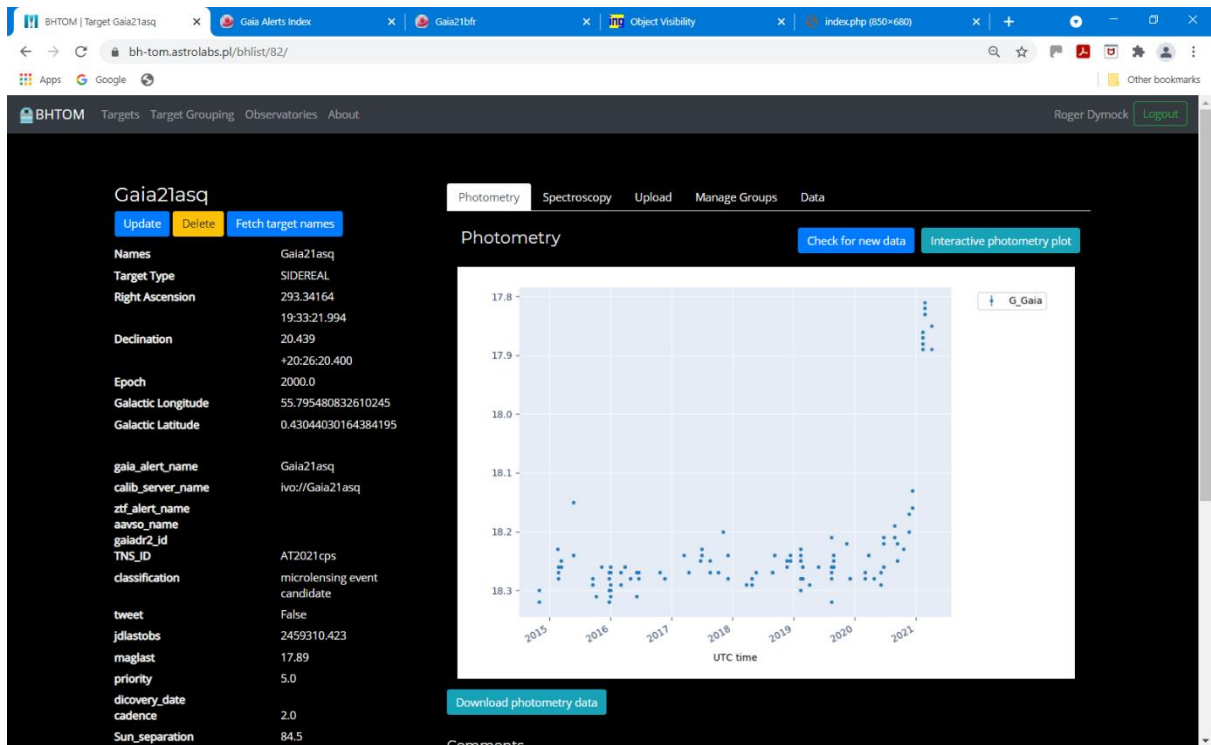 BHTOM | Target Gaia21asq
Gaia Alerts Index
Gaia21bfr
ing Object Visibility
index.php (850×680)
bh-tom.astrolabs.pl/bhlist/82/
Apps Google Other bookmarks
BHTOM Targets Target Grouping Observatories About Roger Dymock Logout
Gaia21asq
Update Delete Fetch target names
Names Gaia21asq
Target Type SIDEREAL
Right Ascension 293.34164
19:33:21.994
Declination 20.439
+20:26:20.400
Epoch 2000.0
Galactic Longitude 55.795480832610245
Galactic Latitude 0.43044030164384195
gaia_alert_name Gaia21asq
calib_server_name ivo://Gaia21asq
ztf_alert_name
aavso_name
gaiadr2_id
TNS_ID AT2021cps
classification microlensing event
candidate
tweet False
jdlastobs 2459310.423
maglast 17.89
priority 5.0
dicovery_date
cadence 2.0
Sun_separation 84.5
Photometry Spectroscopy Upload Manage Groups Data
Photometry Check for new data Interactive photometry plot
G_Gaia
17.8
17.9
18.0
18.1
18.2
18.3
2015 2016 2017 2018 2019 2020 2021
UTC time
Download photometry data
Comments